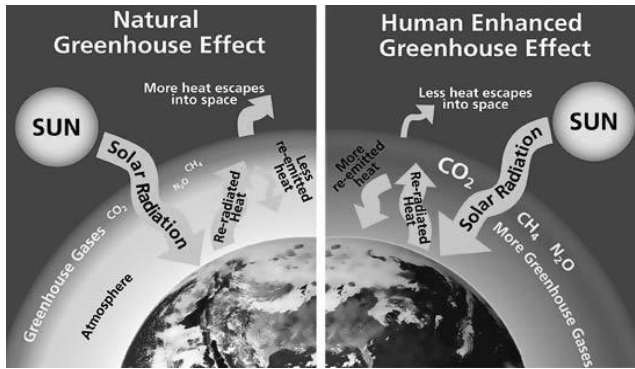 Natural
Greenhouse Effect
More heat escapes
into space
SUN
Solar Radiation
CH4
N2O
CO2
Re-radiated
Heat
Less
re-emitted
heat
Greenhouse Gases
Atmosphere
Human Enhanced
Greenhouse Effect
Less heat escapes
into space
SUN
More
re-emitted
heat
Re-radiated
Heat
CO2
Solar Radiation
CH4 N2O
More Greenhouse Gases